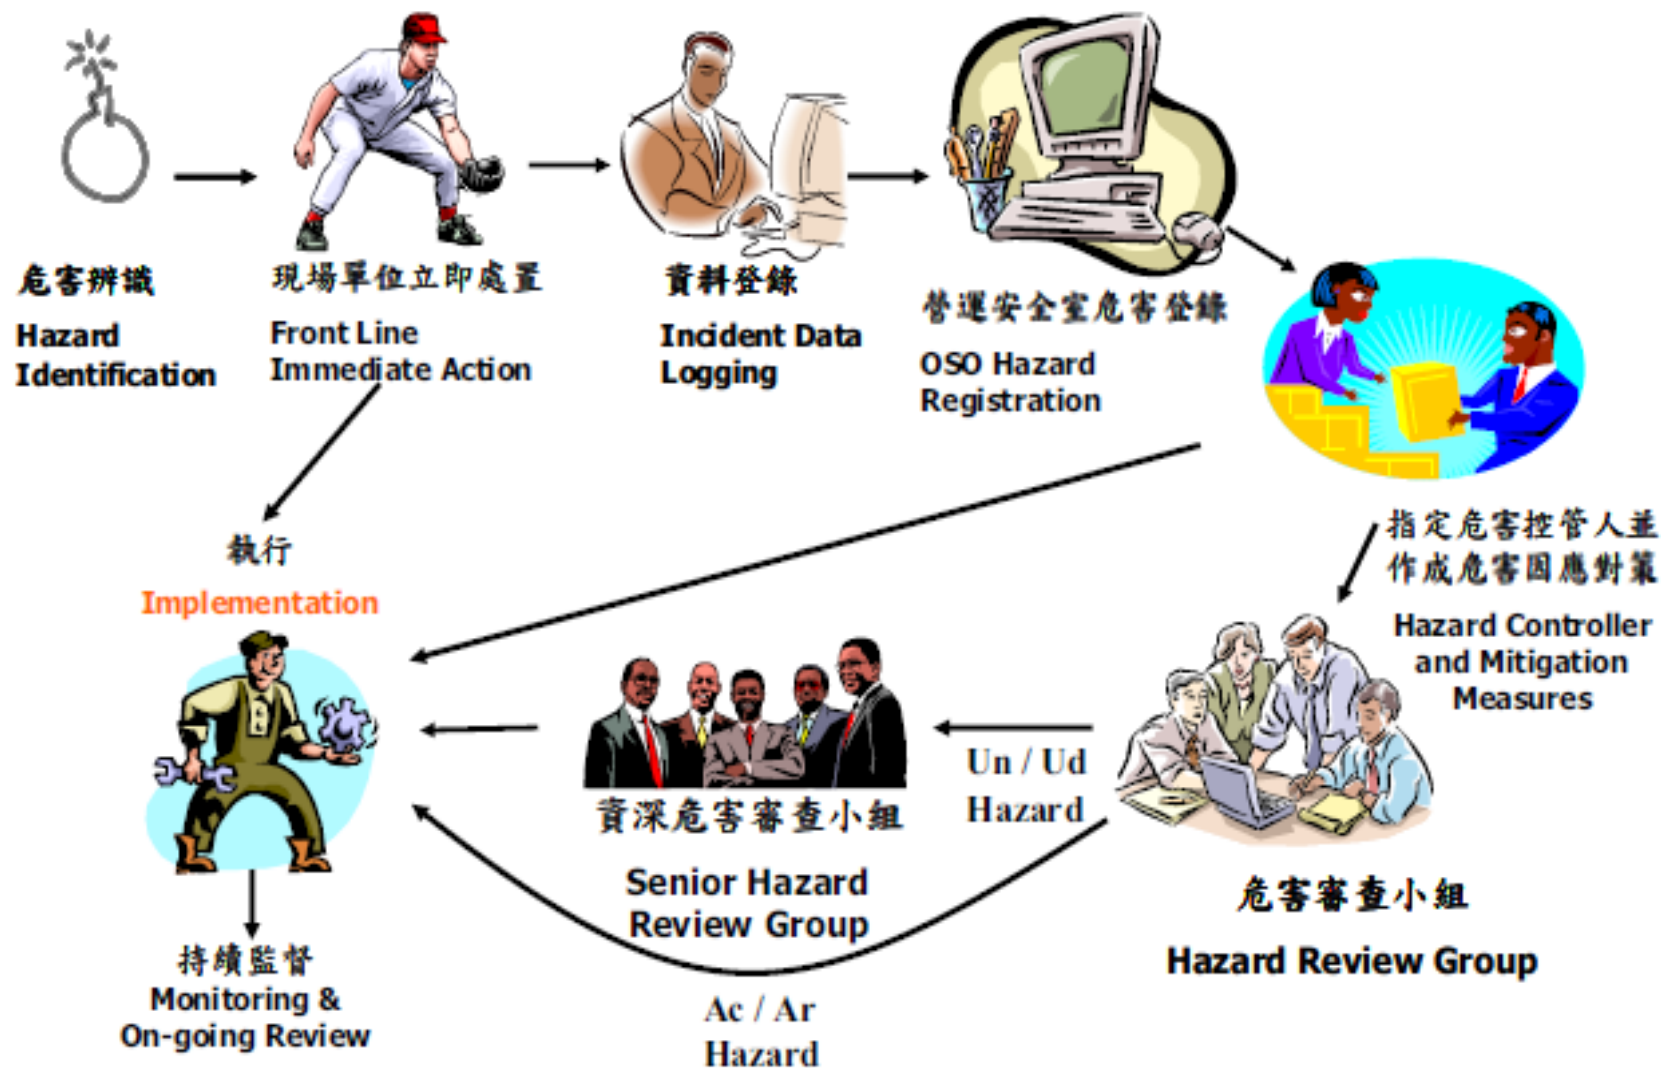 危害辨識
Hazard
Identification
現場單位立即處置
Front Line
Immediate Action
資料登錄
Incident Data
Logging
營運安全室危害登錄
OSO Hazard
Registration
指定危害控管人並
作成危害因應對策
Hazard Controller
and Mitigation
Measures
執行
Implementation
Un / Ud
Hazard
資深危害審查小組
Senior Hazard
Review Group
危害審查小組
Hazard Review Group
持續監督
Monitoring &
On-going Review
Ac / Ar
Hazard